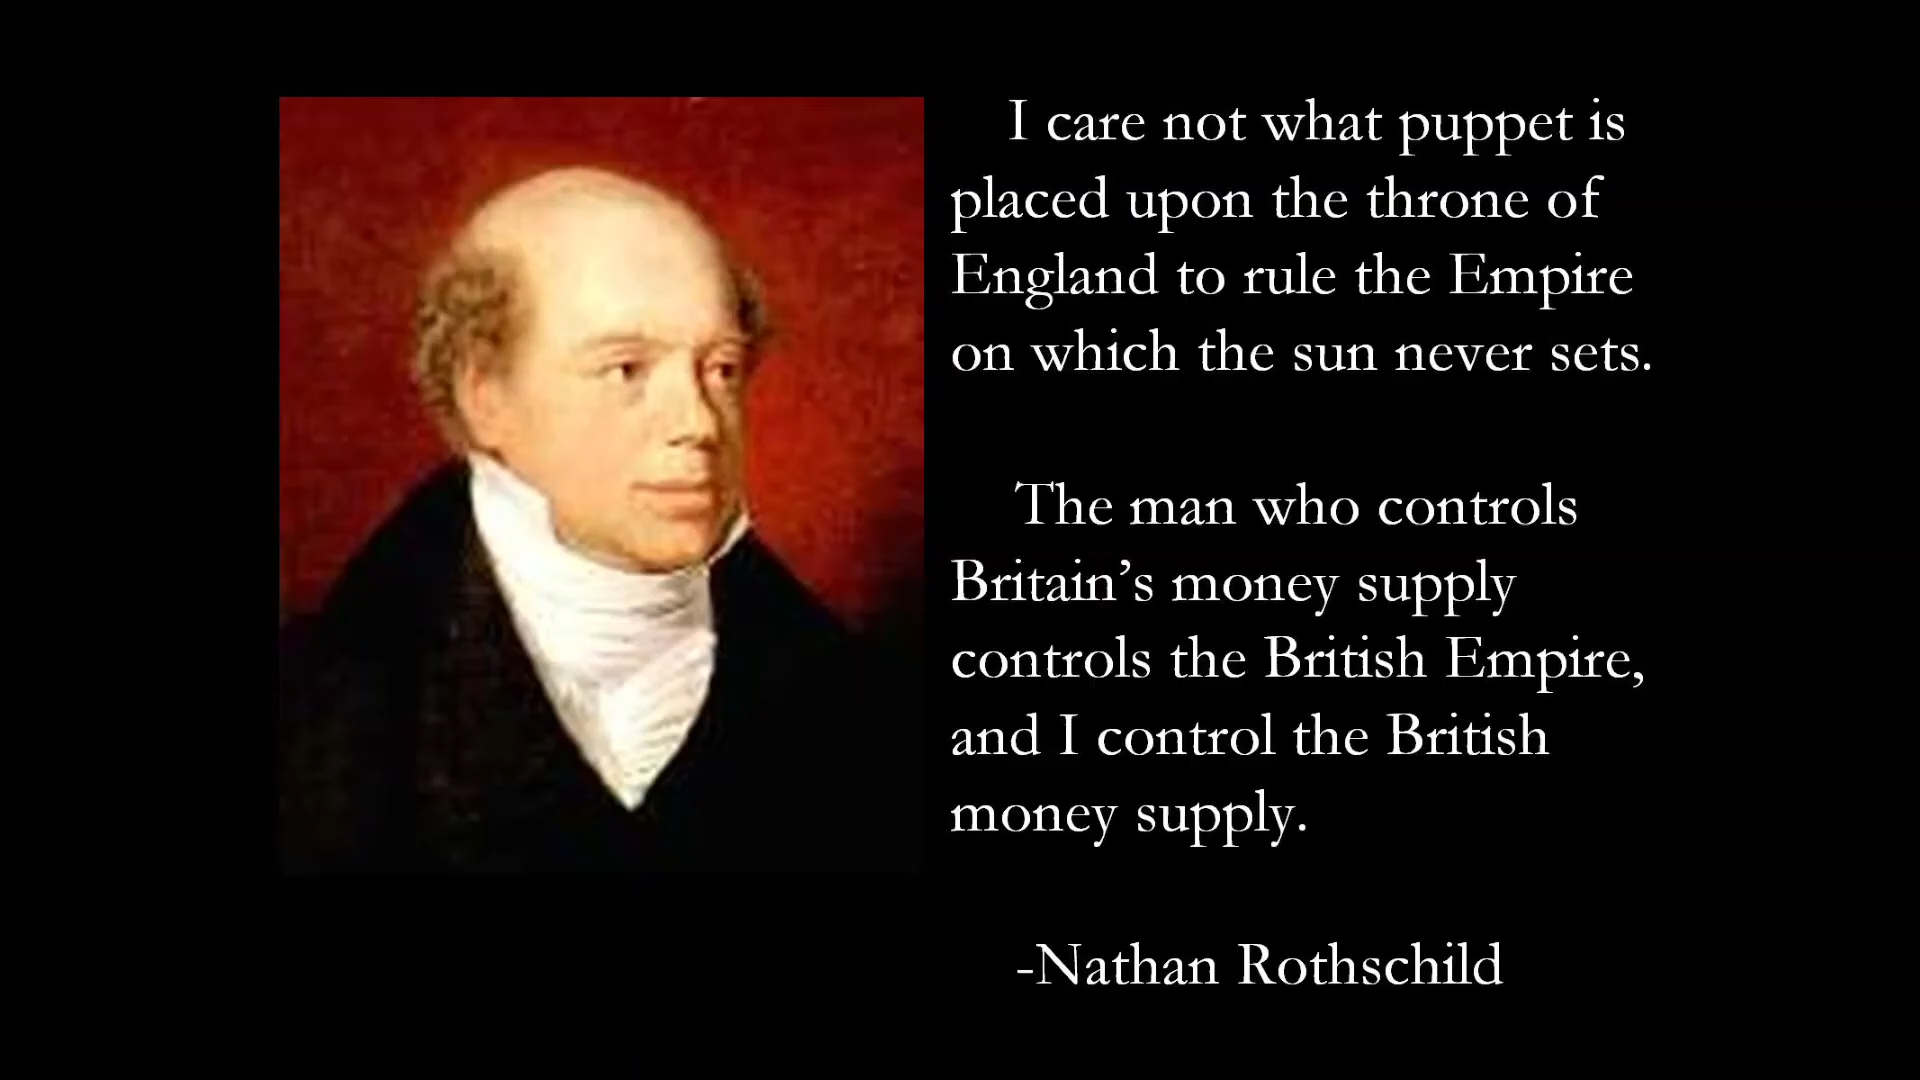 I care not what puppet is
placed upon the throne of
England to rule the Empire
on which the sun never sets.
The man who controls
Britain’s money supply
controls the British Empire,
and I control the British
money supply.
-Nathan Rothschild